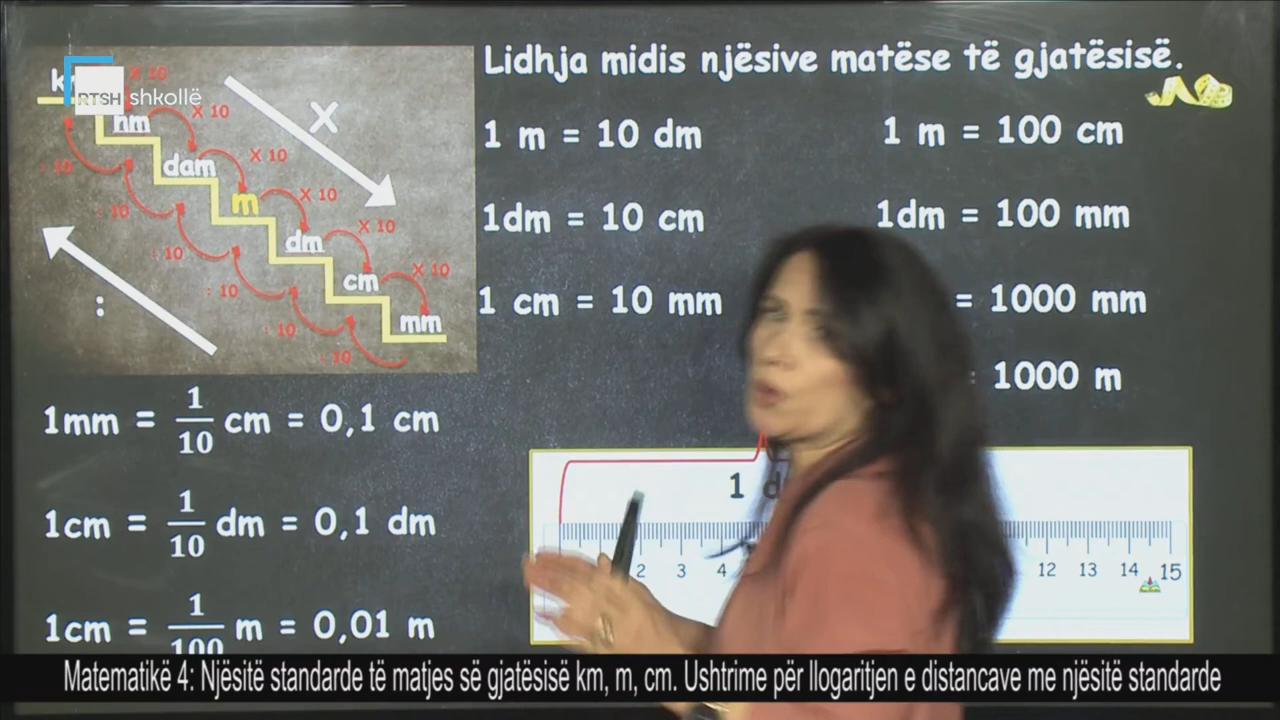 Lidhja midis njësive matëse të gjatësisë.
RTSH shkollë
X 10
hm
X 10
dam
X 10
m
X 10
dm
X 10
cm
X 10
mm
X
: 10
: 10
: 10
: 10
: 10
: 10
:
1 m = 10 dm
1 m = 100 cm
1dm = 10 cm
1dm = 100 mm
1 cm = 10 mm
= 1000 mm
1000 m
1mm = 1/10 cm = 0,1 cm
1cm = 1/10 dm = 0,1 dm
1cm = 1/100 m = 0,01 m
1
2 3 4 12 13 14 15
Matematikë 4: Njësitë standarde të matjes së gjatësisë km, m, cm. Ushtrime për llogaritjen e distancave me njësitë standarde